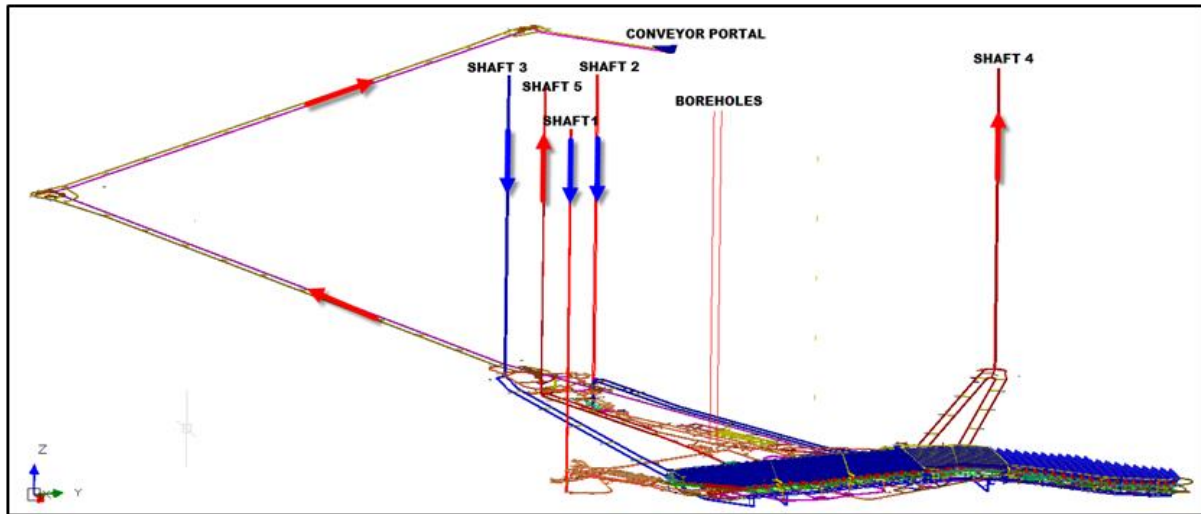 CONVEYOR PORTAL
SHAFT 3
SHAFT 2
SHAFT 4
SHAFT 5
BOREHOLES
SHAFT1
Z
X
Y